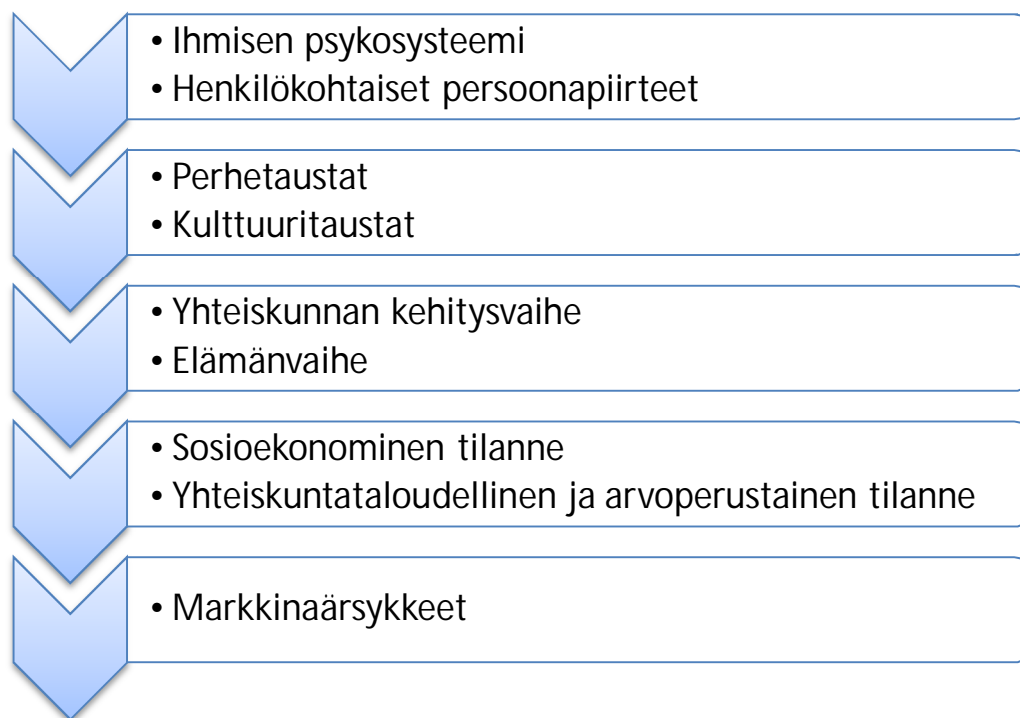 • Ihmisen psykosysteemi
• Henkilökohtaiset persoonapiirteet
• Perhetaustat
• Kulttuuritaustat
• Yhteiskunnan kehitysvaihe
• Elämänvaihe
• Sosioekonominen tilanne
• Yhteiskuntataloudellinen ja arvoperustainen tilanne
• Markkinaärsykkeet